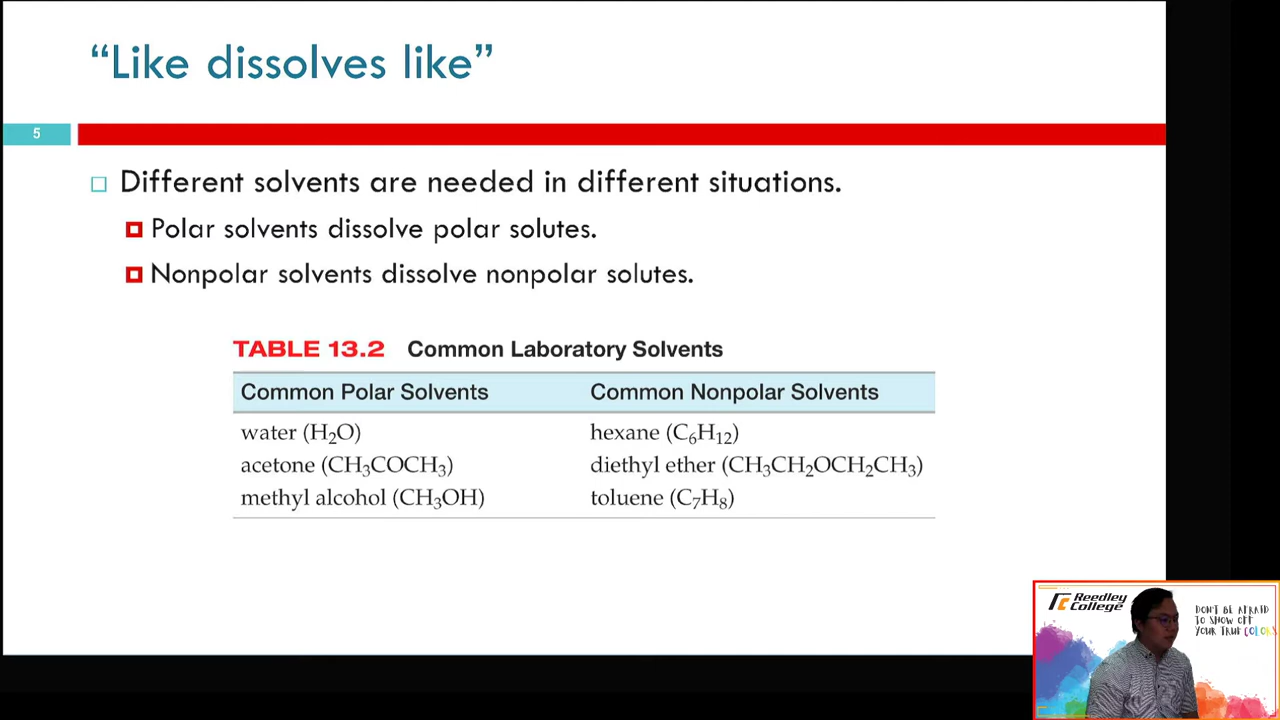 “Like dissolves like”
5
Different solvents are needed in different situations.
Polar solvents dissolve polar solutes.
Nonpolar solvents dissolve nonpolar solutes.
TABLE 13.2 Common Laboratory Solvents
Common Polar Solvents Common Nonpolar Solvents
water (H₂O) hexane (C₆H₁₂)
acetone (CH₃COCH₃) diethyl ether (CH₃CH₂OCH₂CH₃)
methyl alcohol (CH₃OH) toluene (C₇H₈)
Reedley
College
DON'T BE AFRAID
TO SHOW OFF
YOUR TRUE COLORS